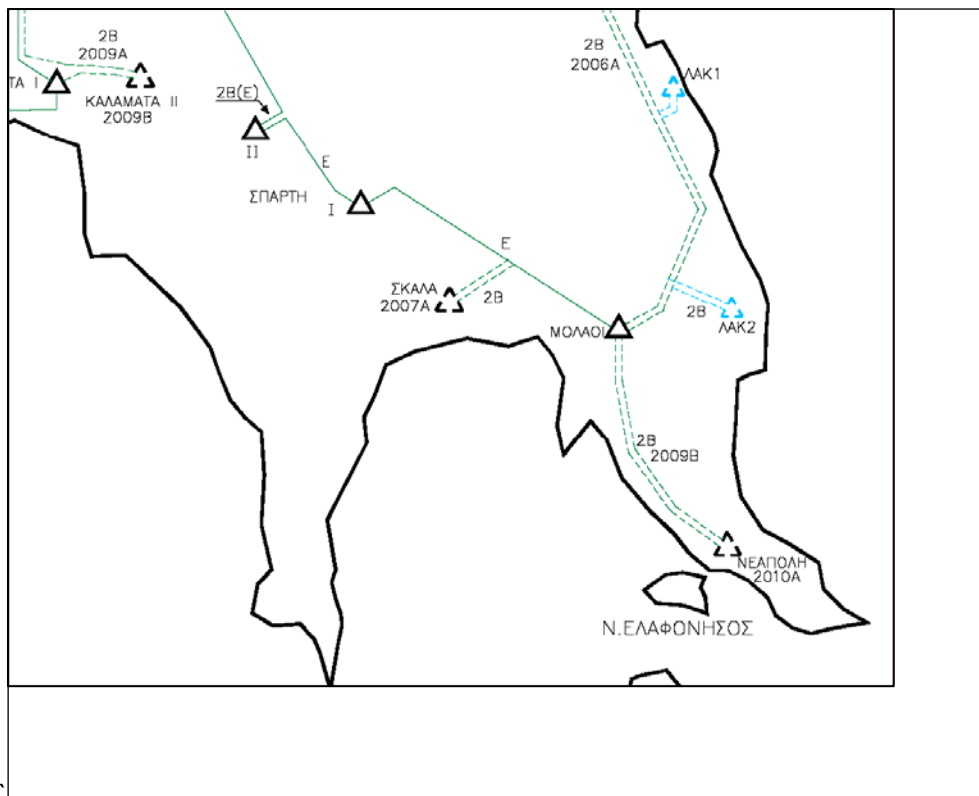 2B
2009A
ΤΑ Ι
ΚΑΛΑΜΑΤΑ ΙΙ
2009B
2B
2006A
ΛΑΚ1
2B(E)
II
E
ΣΠΑΡΤΗ
I
E
ΣΚΑΛΑ
2007A
2B
2B
ΛΑΚ2
ΜΟΛΑΟΙ
2B
2009B
ΝΕΑΠΟΛΗ
2010A
Ν.ΕΛΑΦΟΝΗΣΟΣ